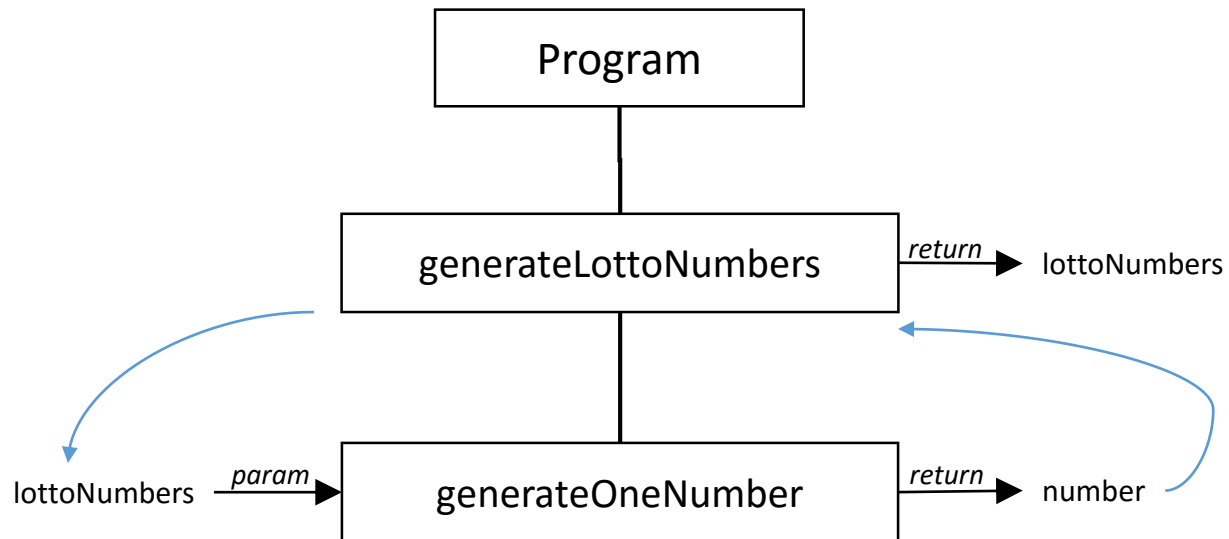 Program
generateLottoNumbers
return
lottoNumbers
lottoNumbers
param
generateOneNumber
return
number